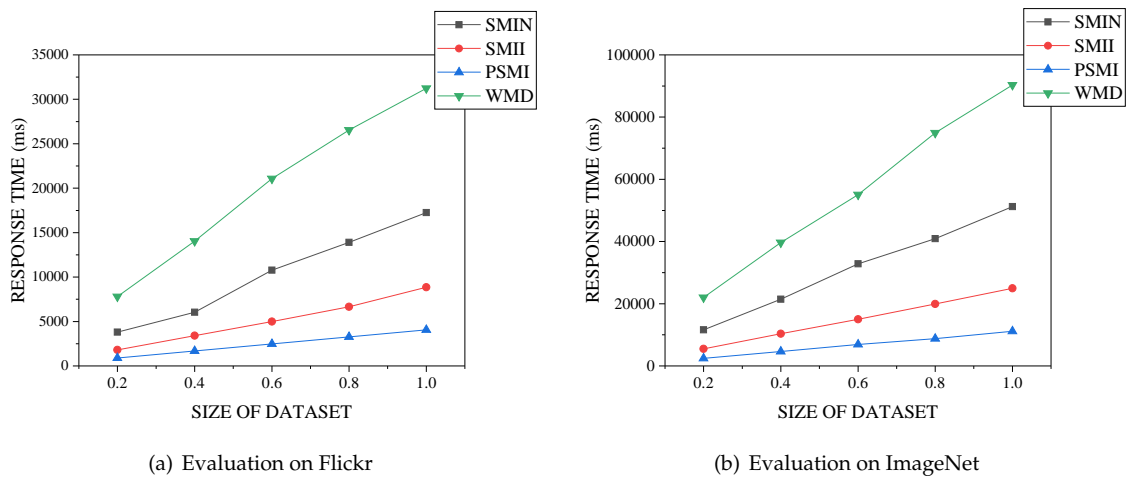 SMIN
SMII
PSMI
WMD
35000
30000
25000
20000
15000
10000
5000
0
RESPONSE TIME (ms)
0.2 0.4 0.6 0.8 1.0
SIZE OF DATASET
(a) Evaluation on Flickr
SMIN
SMII
PSMI
WMD
100000
80000
60000
40000
20000
0
RESPONSE TIME (ms)
0.2 0.4 0.6 0.8 1.0
SIZE OF DATASET
(b) Evaluation on ImageNet